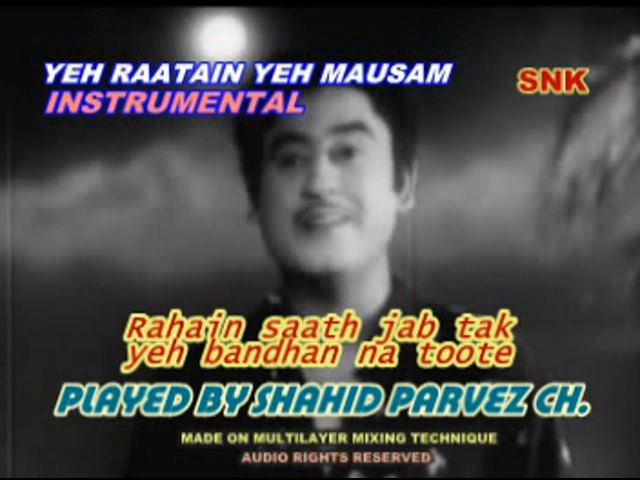 YEH RAATAIN YEH MAUSAM
SNK
INSTRUMENTAL
Rahain saath jab tak
yeh bandhan na toote
PLAYED BY SHAHID PARVEZ CH.
MADE ON MULTILAYER MIXING TECHNIQUE
AUDIO RIGHTS RESERVED